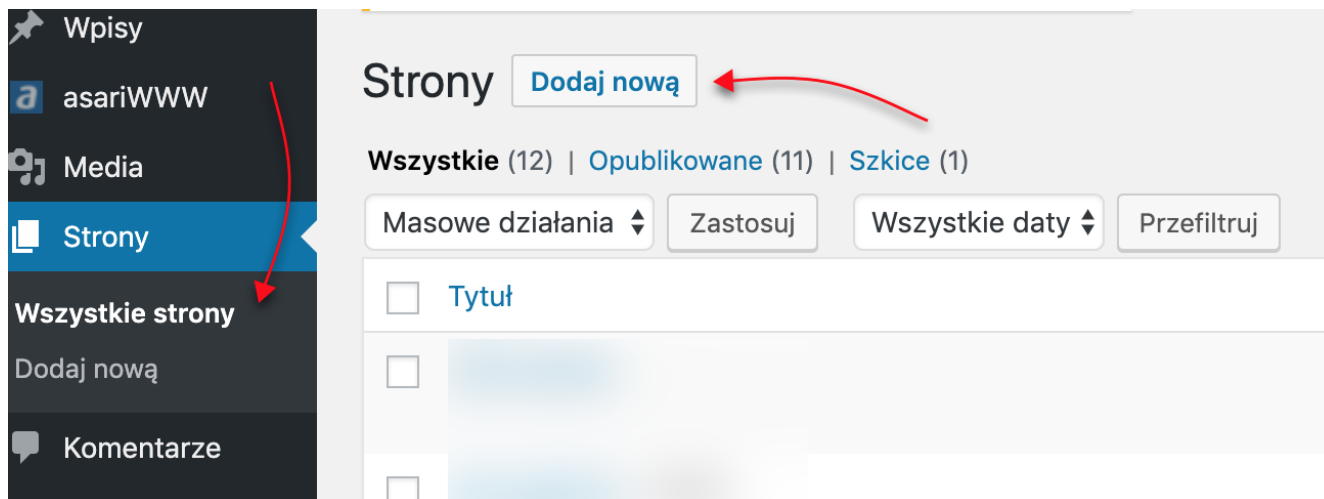 Wpisy
asariWWW
Media
Strony
Wszystkie strony
Dodaj nową
Komentarze
Strony Dodaj nową
Wszystkie (12) | Opublikowane (11) | Szkice (1)
Masowe działania Zastosuj Wszystkie daty Przefiltruj
Tytuł